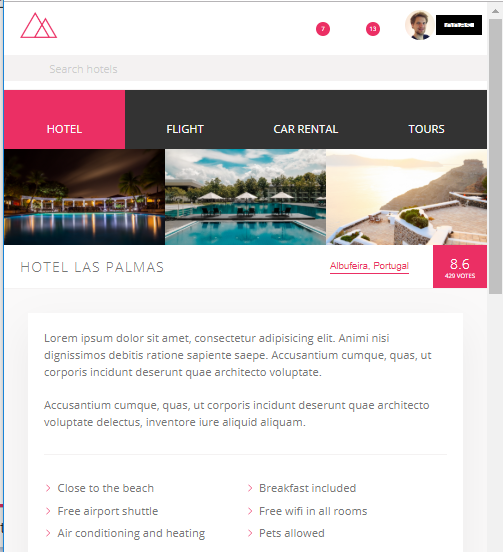 7
13
Search hotels
HOTEL
FLIGHT
CAR RENTAL
TOURS
HOTEL LAS PALMAS
Albufeira, Portugal
8.6
429 VOTES
Lorem ipsum dolor sit amet, consectetur adipisicing elit. Animi nisi
dignissimos debitis ratione sapiente saepe. Accusantium cumque, quas, ut
corporis incidunt deserunt quae architecto voluptate.
Accusantium cumque, quas, ut corporis incidunt deserunt quae architecto
voluptate delectus, inventore iure aliquid aliquam.
Close to the beach
Breakfast included
Free airport shuttle
Free wifi in all rooms
Air conditioning and heating
Pets allowed